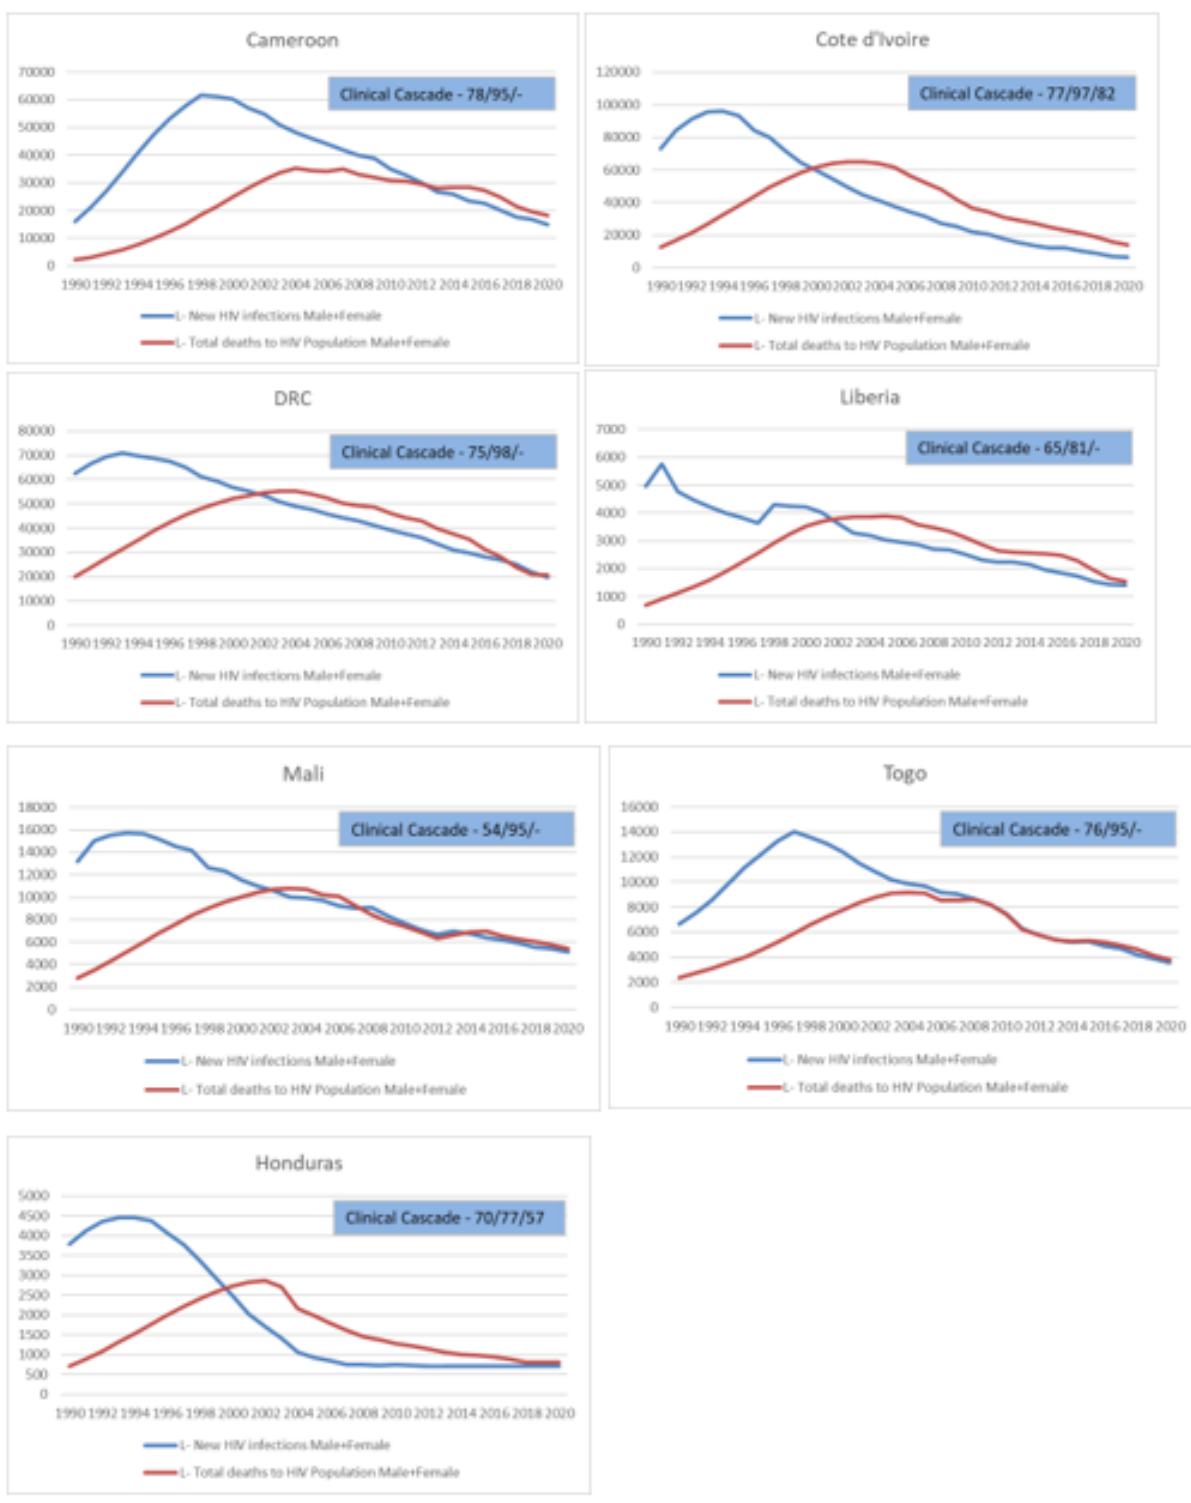 Cameroon
Clinical Cascade - 78/95/-
70000
60000
50000
40000
30000
20000
10000
0
1990 1992 1994 1996 1998 2000 2002 2004 2006 2008 2010 2012 2014 2016 2018 2020
L- New HIV infections Male+Female
L- Total deaths to HIV Population Male+Female
Cote d'Ivoire
Clinical Cascade - 77/97/82
120000
100000
80000
60000
40000
20000
0
1990 1992 1994 1996 1998 2000 2002 2004 2006 2008 2010 2012 2014 2016 2018 2020
L- New HIV infections Male+Female
L- Total deaths to HIV Population Male+Female
DRC
Clinical Cascade - 75/98/-
80000
70000
60000
50000
40000
30000
20000
10000
0
1990 1992 1994 1996 1998 2000 2002 2004 2006 2008 2010 2012 2014 2016 2018 2020
L- New HIV infections Male+Female
L- Total deaths to HIV Population Male+Female
Liberia
Clinical Cascade - 65/81/-
7000
6000
5000
4000
3000
2000
1000
0
1990 1992 1994 1996 1998 2000 2002 2004 2006 2008 2010 2012 2014 2016 2018 2020
L- New HIV infections Male+Female
L- Total deaths to HIV Population Male+Female
Mali
Clinical Cascade - 54/95/-
18000
16000
14000
12000
10000
8000
6000
4000
2000
0
1990 1992 1994 1996 1998 2000 2002 2004 2006 2008 2010 2012 2014 2016 2018 2020
L- New HIV infections Male+Female
L- Total deaths to HIV Population Male+Female
Togo
Clinical Cascade - 76/95/-
16000
14000
12000
10000
8000
6000
4000
2000
0
1990 1992 1994 1996 1998 2000 2002 2004 2006 2008 2010 2012 2014 2016 2018 2020
L- New HIV infections Male+Female
L- Total deaths to HIV Population Male+Female
Honduras
Clinical Cascade - 70/77/57
5000
4500
4000
3500
3000
2500
2000
1500
1000
500
0
1990 1992 1994 1996 1998 2000 2002 2004 2006 2008 2010 2012 2014 2016 2018 2020
L- New HIV infections Male+Female
L- Total deaths to HIV Population Male+Female